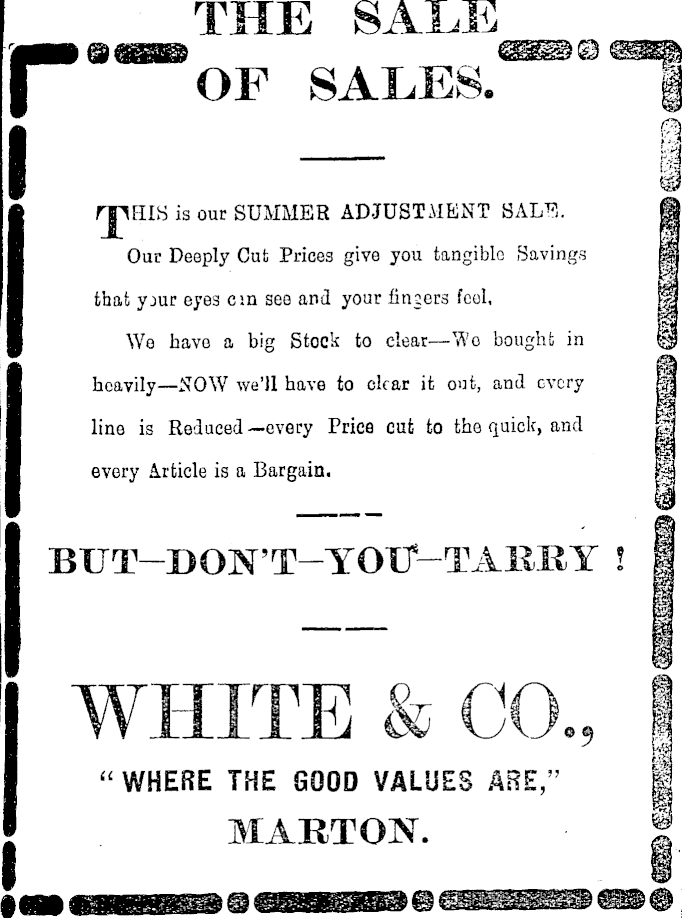 THE SALE
OF SALES.
THIS is our SUMMER ADJUSTMENT SALE.
Our Deeply Cut Prices give you tangible Savings
that your eyes can see and your fingers feel,
We have a big Stock to clear—We bought in
heavily—NOW we'll have to clear it out, and every
line is Reduced—every Price cut to the quick, and
every Article is a Bargain.
BUT—DON'T—YOU—TARRY !
WHITE & CO.,
"WHERE THE GOOD VALUES ARE,"
MARTON.